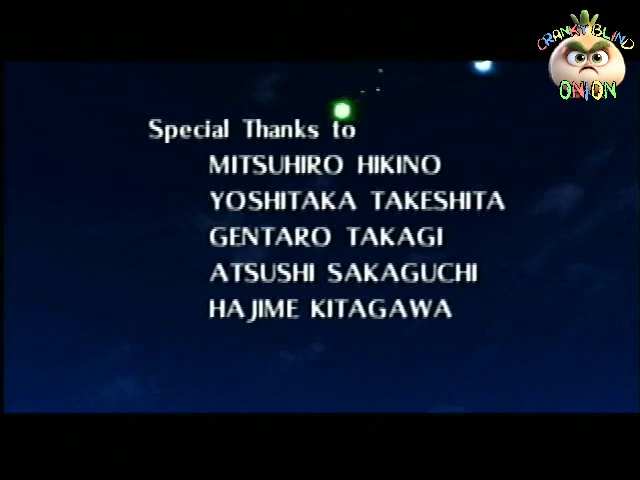 CRANKY BLIND
ONION
Special Thanks to
MITSUHIRO HIKINO
YOSHITAKA TAKESHITA
GENTARO TAKAGI
ATSUSHI SAKAGUCHI
HAJIME KITAGAWA